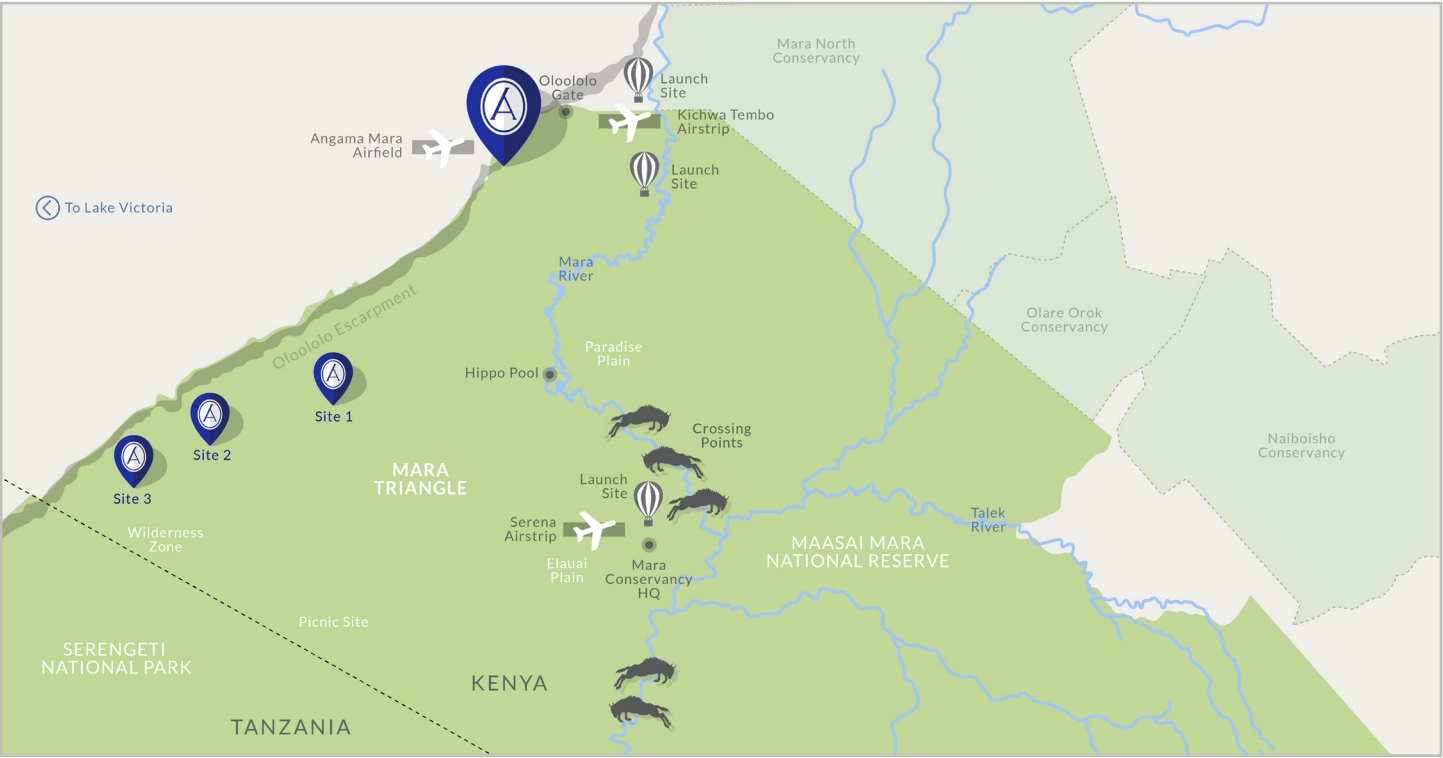 Mara North
Conservancy
Oloololo
Gate
Launch
Site
Kichwa Tembo
Airstrip
Angama Mara
Airfield
Launch
Site
To Lake Victoria
Mara
River
Oloololo Escarpment
Olare Orok
Conservancy
Paradise
Plain
Hippo Pool
Site 1
Site 2
Site 3
Crossing
Points
Naiboisho
Conservancy
MARA
TRIANGLE
Launch
Site
Serena
Airstrip
Talek
River
Wilderness
Zone
Elauai
Plain
Mara
Conservancy
HQ
MAASAI MARA
NATIONAL RESERVE
Picnic Site
SERENGETI
NATIONAL PARK
KENYA
TANZANIA